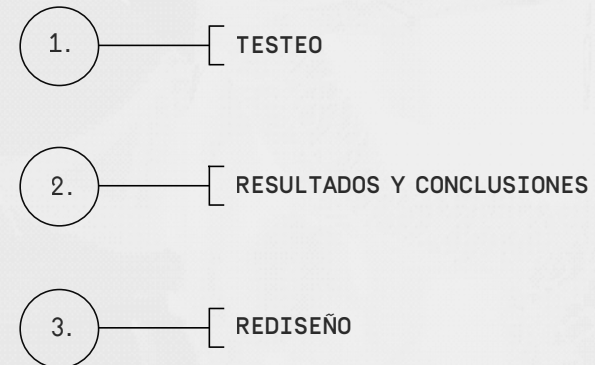 1. TESTEO
2. RESULTADOS Y CONCLUSIONES
3. REDISEÑO